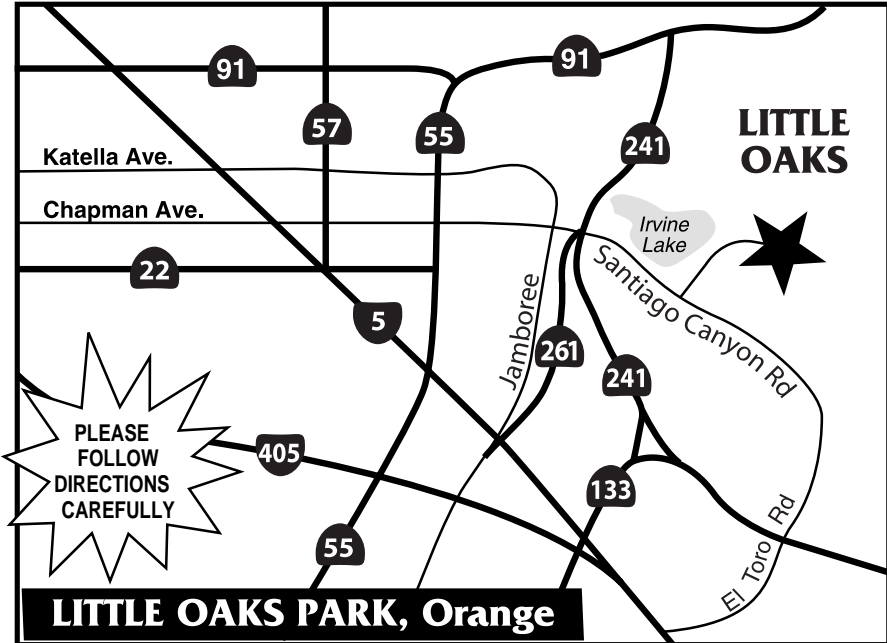 91
91
57
55
241
LITTLE
OAKS
Katella Ave.
Chapman Ave.
Irvine
Lake
22
Santiago Canyon Rd
5
Jamboree
261
241
PLEASE
FOLLOW
DIRECTIONS
CAREFULLY
405
133
55
El Toro Rd
LITTLE OAKS PARK, Orange